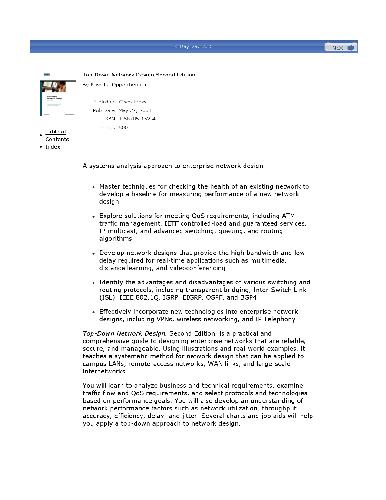 NEXT
Top-Down Network Design Second Edition
By
Table of
Contents
Index
A systems analysis approach to enterprise network design
Master techniques for checking the health of an existing network to
develop a baseline for measuring performance of a new network
design
Explore solutions for meeting QoS requirements, including ATM
traffic management, IETF controlled-load and guaranteed services,
IP multicast, and advanced switching, queuing, and routing
algorithms
Develop network designs that provide the high bandwidth and low
delay required for real-time applications such as multimedia,
distance learning, and videoconferencing
Identify the advantages and disadvantages of various switching and
routing protocols, including transparent bridging, Inter-Switch Link
(ISL), IEEE 802.1Q, IGRP, EIGRP, OSPF, and BGP4
Effectively incorporate new technologies into enterprise network
designs, including VPNs, wireless networking, and IP Telephony
Top-Down Network Design, Second Edition, is a practical and
comprehensive guide to designing enterprise networks that are reliable,
secure, and manageable. Using illustrations and real-world examples, it
teaches a systematic method for network design that can be applied to
campus LANs, remote-access networks, WAN links, and large-scale
internetworks.
You will learn to analyze business and technical requirements, examine
traffic flow and QoS requirements, and select protocols and technologies
based on performance goals. You will also develop an understanding of
network performance factors such as network utilization, throughput,
accuracy, efficiency, delay, and jitter. Several charts and job aids will help
you apply a top-down approach to network design.